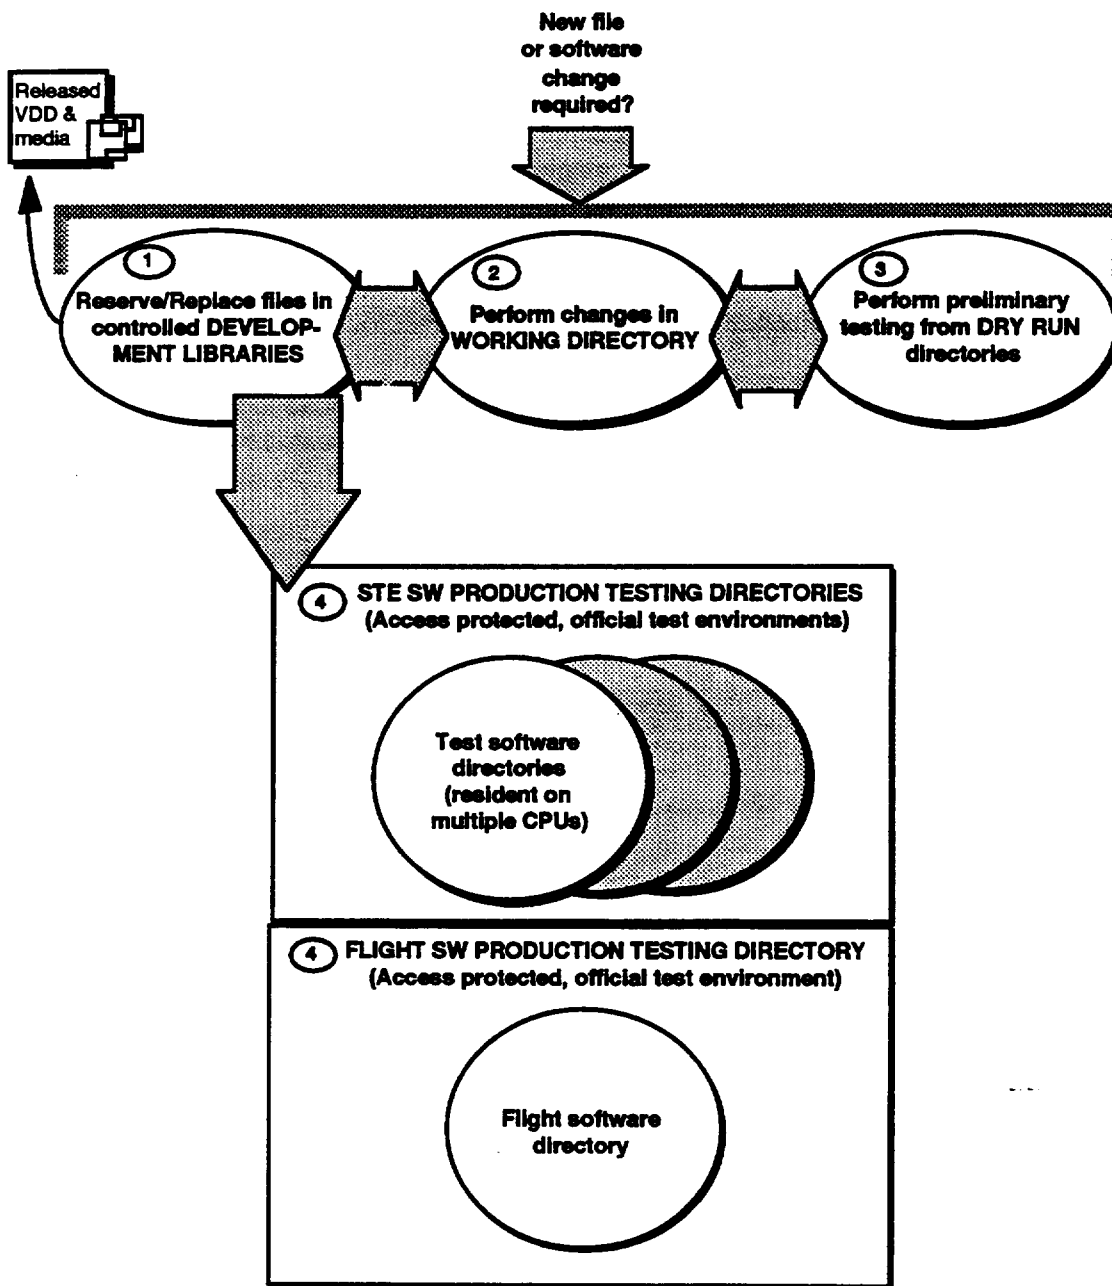 New file
or software
change
required?
Released
VDD &
media
1
Reserve/Replace files in
controlled DEVELOP-
MENT LIBRARIES
2
Perform changes in
WORKING DIRECTORY
3
Perform preliminary
testing from DRY RUN
directories
4 STE SW PRODUCTION TESTING DIRECTORIES
(Access protected, official test environments)
Test software
directories
(resident on
multiple CPUs)
4 FLIGHT SW PRODUCTION TESTING DIRECTORY
(Access protected, official test environment)
Flight software
directory